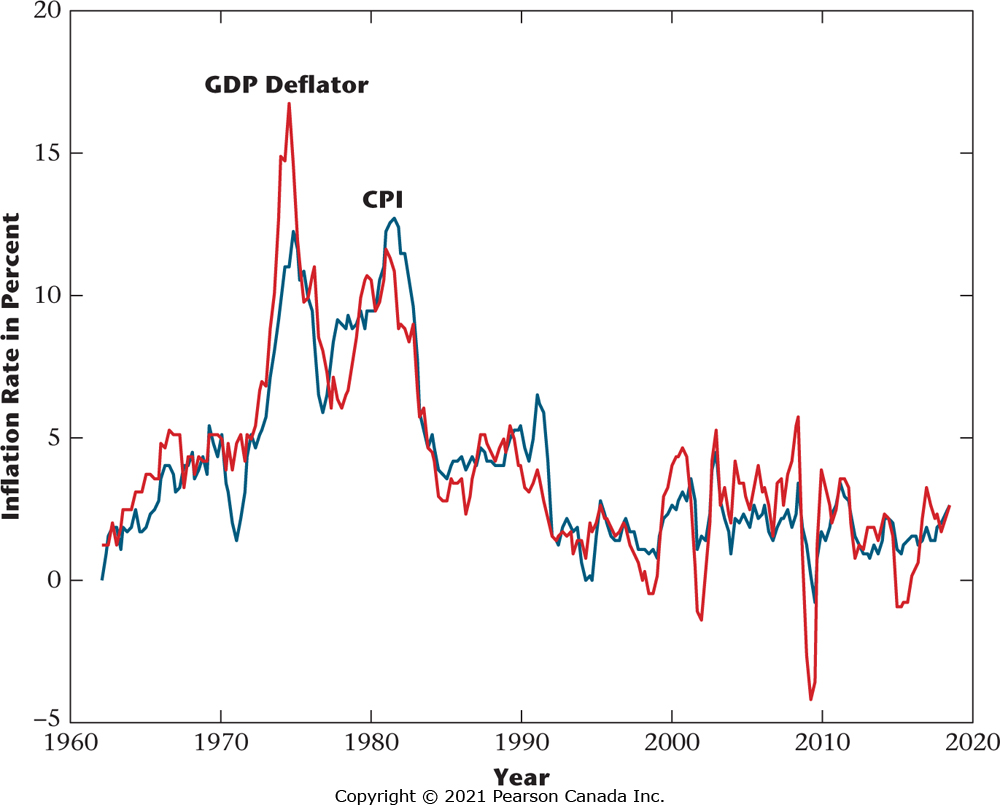 20
GDP Deflator
15
CPI
10
5
0
−5
Inflation Rate in Percent
1960 1970 1980 1990 2000 2010 2020
Year
Copyright © 2021 Pearson Canada Inc.